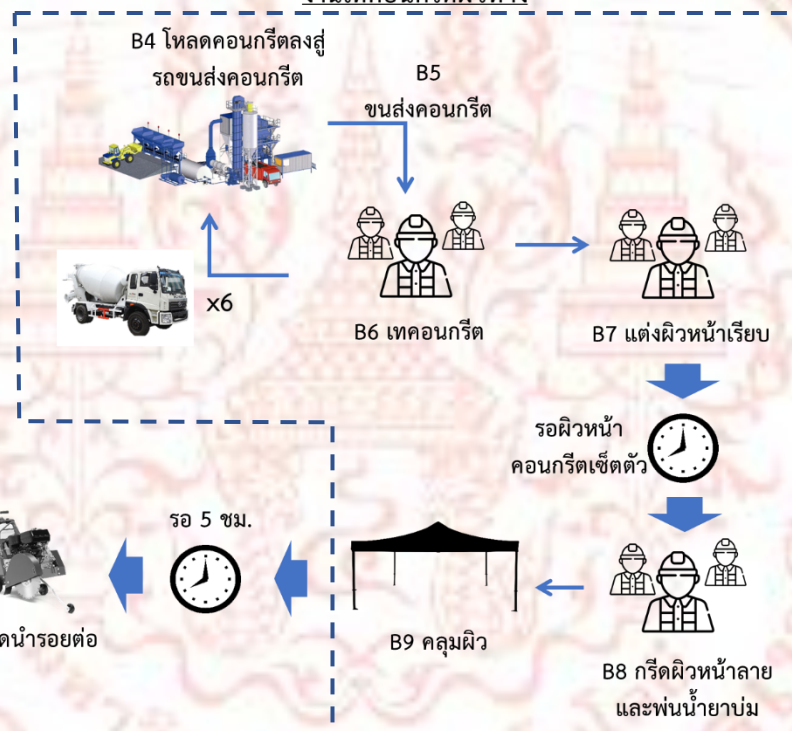 B4 โหลดคอนกรีตลงสู่
รถขนส่งคอนกรีต
B5
ขนส่งคอนกรีต
x6
B6 เทคอนกรีต
B7 แต่งผิวหน้าเรียบ
รอผิวหน้า
คอนกรีตเซ็ตตัว
รอ 5 ชม.
B9 คลุมผิว
B8 กรีดผิวหน้าลาย
และพ่นน้ำยาบ่ม